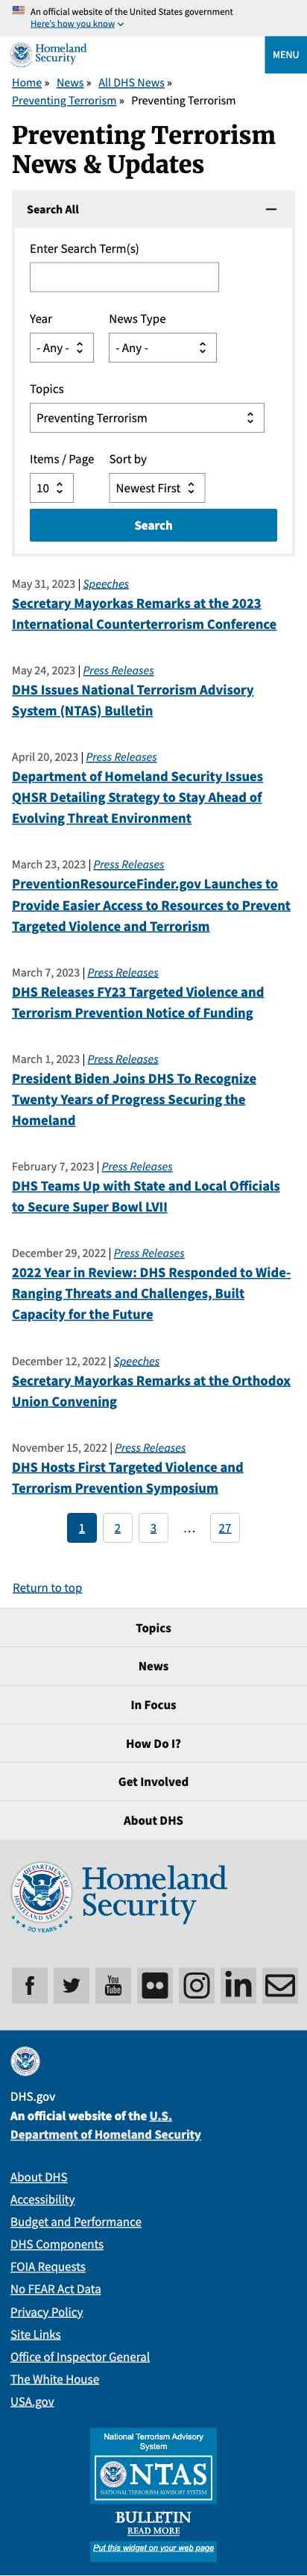 An official website of the United States government
Here's how you know
Homeland
Security
MENU
Home » News » All DHS News »
Preventing Terrorism » Preventing Terrorism
Preventing Terrorism
News & Updates
Search All
Enter Search Term(s)
Year News Type
- Any - - Any -
Topics
Preventing Terrorism
Items / Page Sort by
10 Newest First
Search
May 31, 2023 | Speeches
Secretary Mayorkas Remarks at the 2023
International Counterterrorism Conference
May 24, 2023 | Press Releases
DHS Issues National Terrorism Advisory
System (NTAS) Bulletin
April 20, 2023 | Press Releases
Department of Homeland Security Issues
QHSR Detailing Strategy to Stay Ahead of
Evolving Threat Environment
March 23, 2023 | Press Releases
PreventionResourceFinder.gov Launches to
Provide Easier Access to Resources to Prevent
Targeted Violence and Terrorism
March 7, 2023 | Press Releases
DHS Releases FY23 Targeted Violence and
Terrorism Prevention Notice of Funding
March 1, 2023 | Press Releases
President Biden Joins DHS To Recognize
Twenty Years of Progress Securing the
Homeland
February 7, 2023 | Press Releases
DHS Teams Up with State and Local Officials
to Secure Super Bowl LVII
December 29, 2022 | Press Releases
2022 Year in Review: DHS Responded to Wide-
Ranging Threats and Challenges, Built
Capacity for the Future
December 12, 2022 | Speeches
Secretary Mayorkas Remarks at the Orthodox
Union Convening
November 15, 2022 | Press Releases
DHS Hosts First Targeted Violence and
Terrorism Prevention Symposium
1 2 3 … 27
Return to top
Topics
News
In Focus
How Do I?
Get Involved
About DHS
U.S. DEPARTMENT OF HOMELAND SECURITY
20 YEARS
Homeland
Security
You
Tube
DHS.gov
An official website of the U.S.
Department of Homeland Security
About DHS
Accessibility
Budget and Performance
DHS Components
FOIA Requests
No FEAR Act Data
Privacy Policy
Site Links
Office of Inspector General
The White House
USA.gov
National Terrorism Advisory
System
NTAS
NATIONAL TERRORISM ADVISORY SYSTEM
BULLETIN
READ MORE
Put this widget on your web page